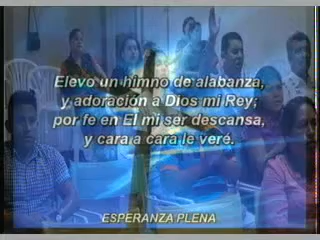 Elevo un himno de alabanza,
y adoración a Dios mi Rey;
por fe en El mi ser descansa,
y cara a cara le veré.
ESPERANZA PLENA